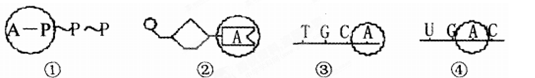 A-P~P~P A T G C A U G A C
① ② ③ ④